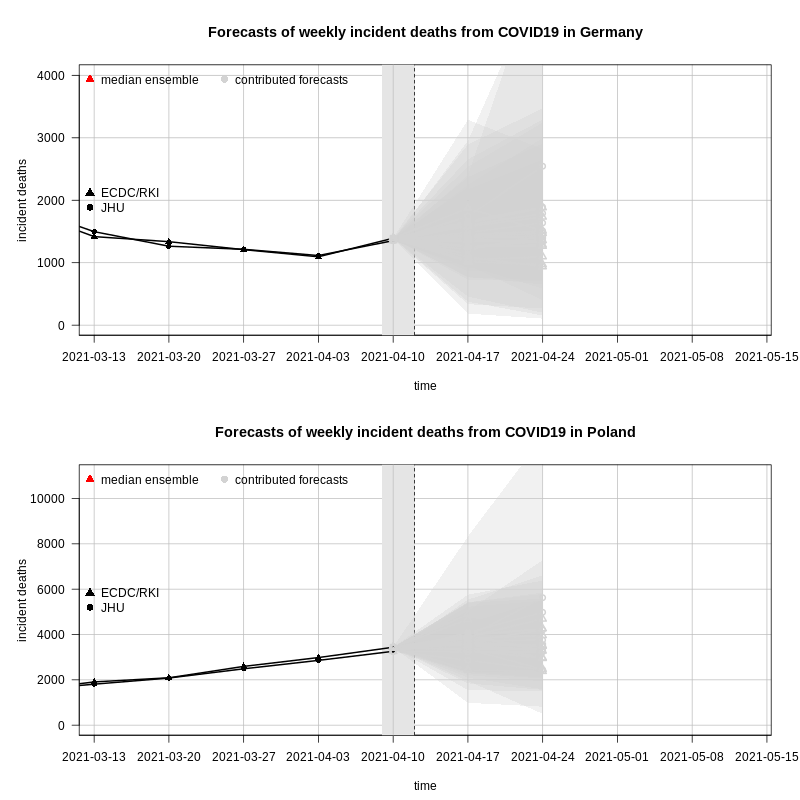 Forecasts of weekly incident deaths from COVID19 in Germany
4000
3000
2000
1000
0
incident deaths
median ensemble
contributed forecasts
ECDC/RKI
JHU
2021-03-13 2021-03-20 2021-03-27 2021-04-03 2021-04-10 2021-04-17 2021-04-24 2021-05-01 2021-05-08 2021-05-15
time
Forecasts of weekly incident deaths from COVID19 in Poland
10000
8000
6000
4000
2000
0
incident deaths
median ensemble
contributed forecasts
ECDC/RKI
JHU
2021-03-13 2021-03-20 2021-03-27 2021-04-03 2021-04-10 2021-04-17 2021-04-24 2021-05-01 2021-05-08 2021-05-15
time